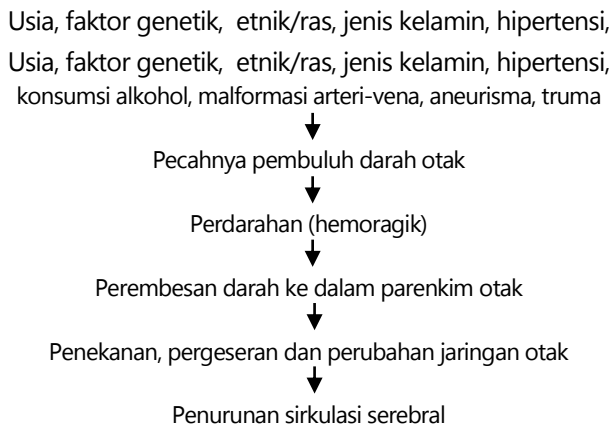 Usia, faktor genetik, etnik/ras, jenis kelamin, hipertensi,
Usia, faktor genetik, etnik/ras, jenis kelamin, hipertensi,
konsumsi alkohol, malformasi arteri-vena, aneurisma, truma
Pecahnya pembuluh darah otak
Perdarahan (hemoragik)
Perembesan darah ke dalam parenkim otak
Penekanan, pergeseran dan perubahan jaringan otak
Penurunan sirkulasi serebral